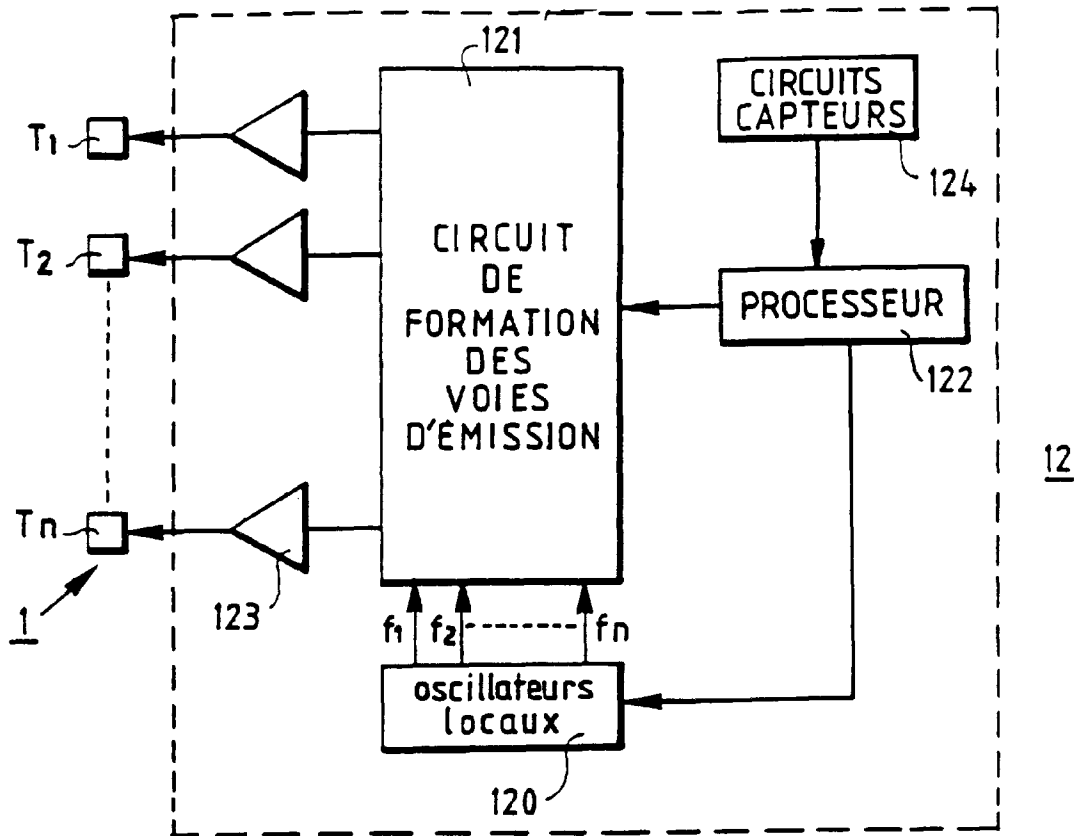 121
CIRCUITS
CAPTEURS
124
T1
T2
Tn
1
CIRCUIT
DE
FORMATION
DES
VOIES
D'ÉMISSION
PROCESSEUR
122
12
123
f1 f2 fn
oscillateurs
locaux
120